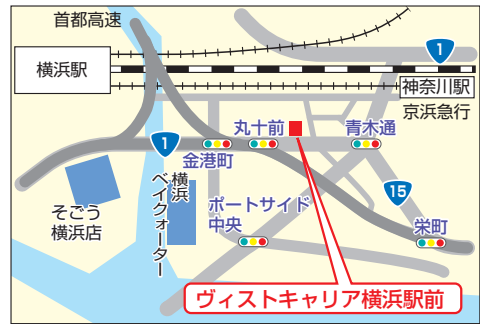 首都高速
1
横浜駅
神奈川駅
京浜急行
丸十前
青木通
1
金港町
横浜
ベイクォーター
15
そごう
横浜店
ポートサイド
中央
栄町
ヴィストキャリア横浜駅前